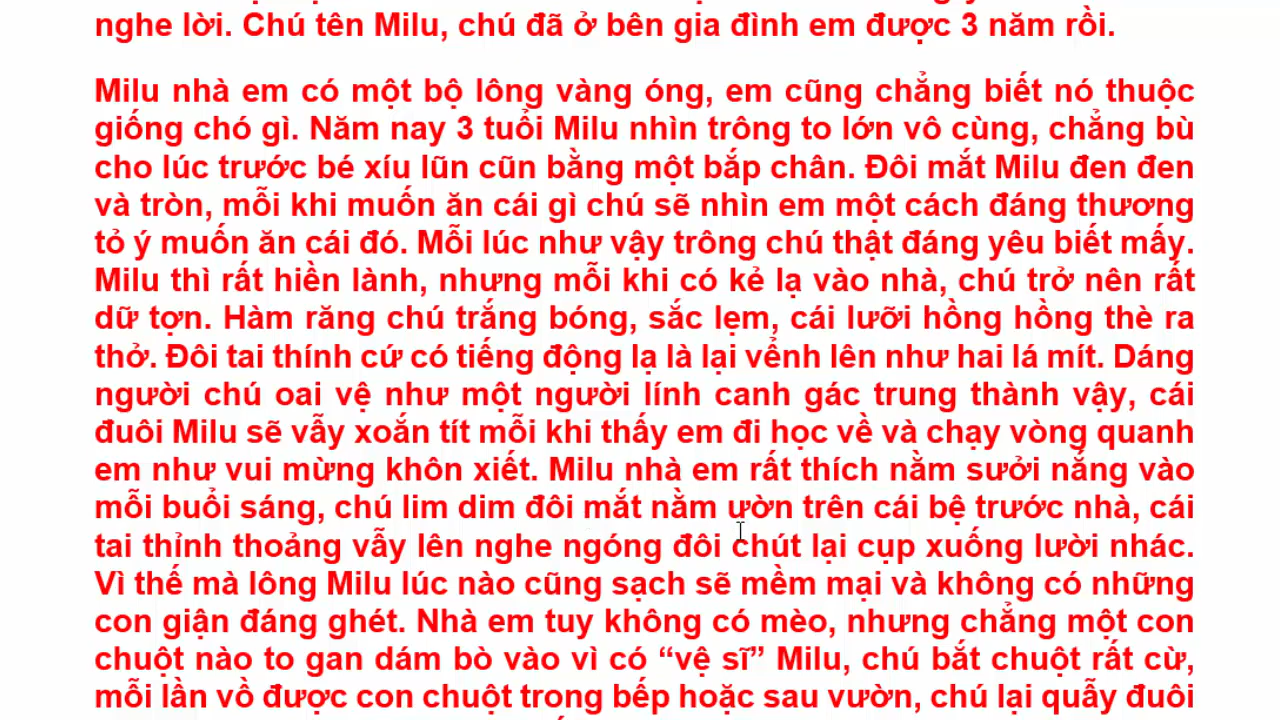 nghe lời. Chú tên Milu, chú đã ở bên gia đình em được 3 năm rồi.
Milu nhà em có một bộ lông vàng óng, em cũng chẳng biết nó thuộc
giống chó gì. Năm nay 3 tuổi Milu nhìn trông to lớn vô cùng, chẳng bù
cho lúc trước bé xíu lũn cũn bằng một bắp chân. Đôi mắt Milu đen đen
và tròn, mỗi khi muốn ăn cái gì chú sẽ nhìn em một cách đáng thương
tỏ ý muốn ăn cái đó. Mỗi lúc như vậy trông chú thật đáng yêu biết mấy.
Milu thì rất hiền lành, nhưng mỗi khi có kẻ lạ vào nhà, chú trở nên rất
dữ tợn. Hàm răng chú trắng bóng, sắc lẹm, cái lưỡi hồng hồng thè ra
thở. Đôi tai thính cứ có tiếng động lạ là lại vểnh lên như hai lá mít. Dáng
người chú oai vệ như một người lính canh gác trung thành vậy, cái
đuôi Milu sẽ vẫy xoắn tít mỗi khi thấy em đi học về và chạy vòng quanh
em như vui mừng khôn xiết. Milu nhà em rất thích nằm sưởi nắng vào
mỗi buổi sáng, chú lim dim đôi mắt nằm ườn trên cái bệ trước nhà, cái
tai thỉnh thoảng vẫy lên nghe ngóng đôi chút lại cụp xuống lười nhác.
Vì thế mà lông Milu lúc nào cũng sạch sẽ mềm mại và không có những
con giận đáng ghét. Nhà em tuy không có mèo, nhưng chẳng một con
chuột nào to gan dám bò vào vì có “vệ sĩ” Milu, chú bắt chuột rất cừ,
mỗi lần vồ được con chuột trong bếp hoặc sau vườn, chú lại quẫy đuôi